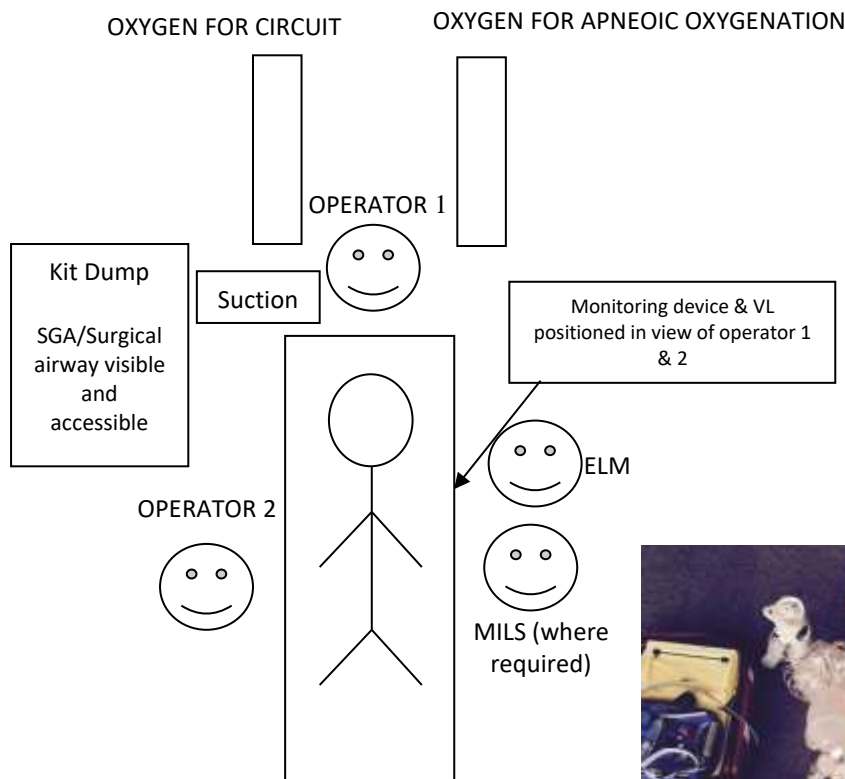 OXYGEN FOR CIRCUIT
OXYGEN FOR APNEOIC OXYGENATION
OPERATOR 1
Kit Dump
SGA/Surgical
airway visible
and
accessible
Suction
Monitoring device & VL
positioned in view of operator 1
& 2
ELM
OPERATOR 2
MILS (where
required)